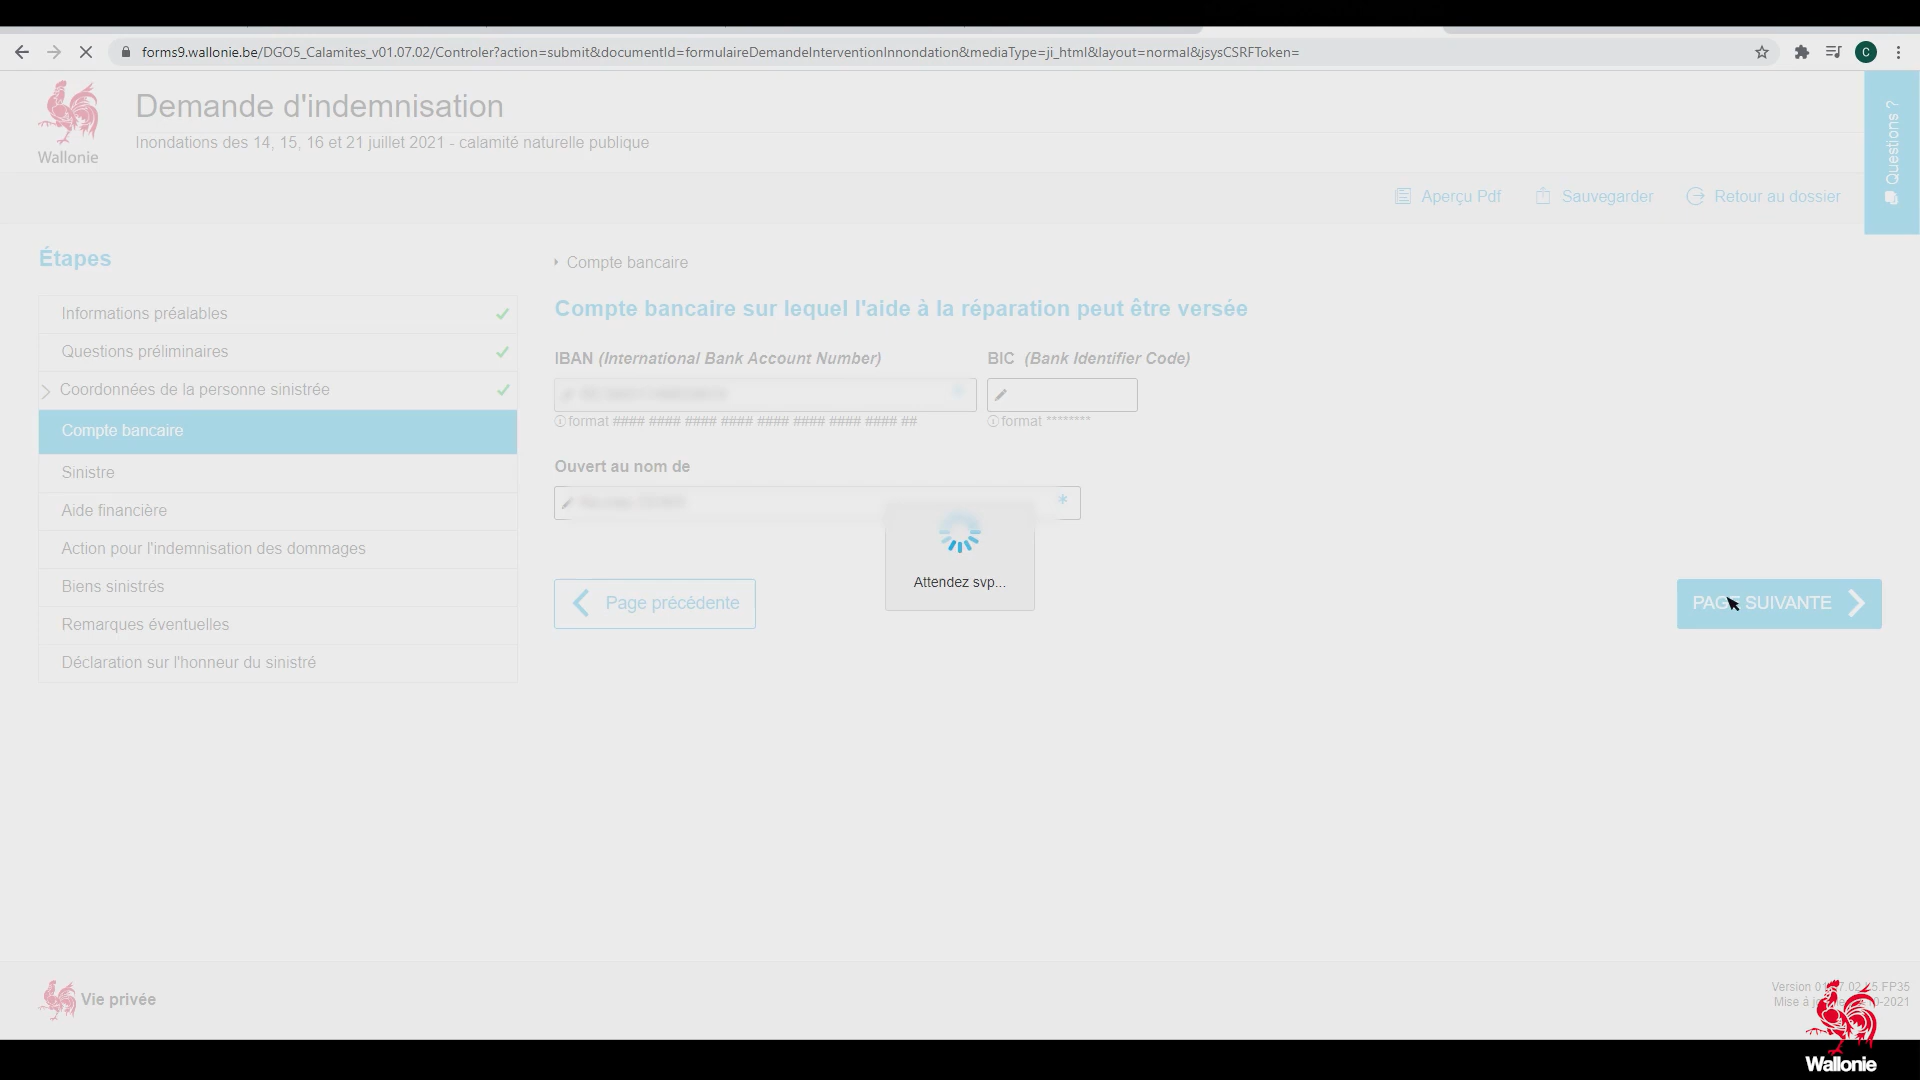 forms9.wallonie.be/DGO5_Calamites_v01.07.02/Controler?action=submit&documentId=formulaireDemandeInterventionInnondation&mediaType=ji_html&layout=normal&jsysCSRFToken=
C
Wallonie
Demande d'indemnisation
Inondations des 14, 15, 16 et 21 juillet 2021 - calamité naturelle publique
Questions ?
Aperçu Pdf
Sauvegarder
Retour au dossier
Étapes
Informations préalables
Questions préliminaires
Coordonnées de la personne sinistrée
Compte bancaire
Sinistre
Aide financière
Action pour l'indemnisation des dommages
Biens sinistrés
Remarques éventuelles
Déclaration sur l'honneur du sinistré
Compte bancaire
Compte bancaire sur lequel l'aide à la réparation peut être versée
IBAN (International Bank Account Number)
BIC (Bank Identifier Code)
format #### #### #### #### #### #### #### #### ##
format ********
Ouvert au nom de
*
Attendez svp...
Page précédente
PAGE SUIVANTE
Vie privée
Version
Mise à
Wallonie